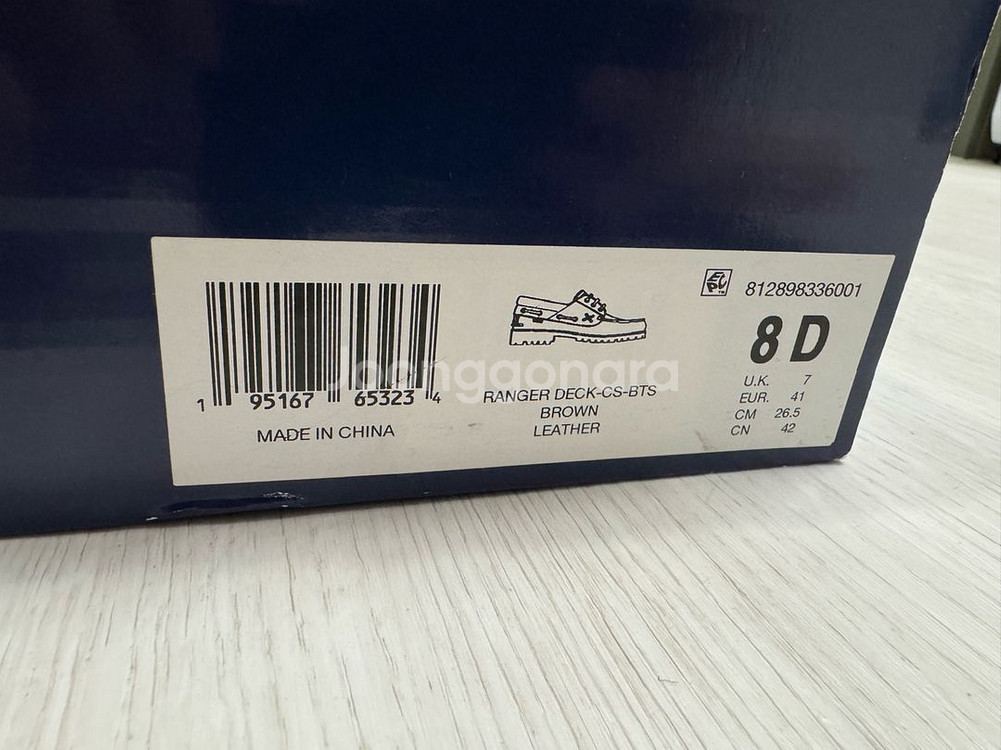 812898336001
8 D
U.K. 7
EUR. 41
CM 26.5
CN 42
1 95167 65323 4
MADE IN CHINA
RANGER DECK-CS-BTS
BROWN
LEATHER
Joongaonara